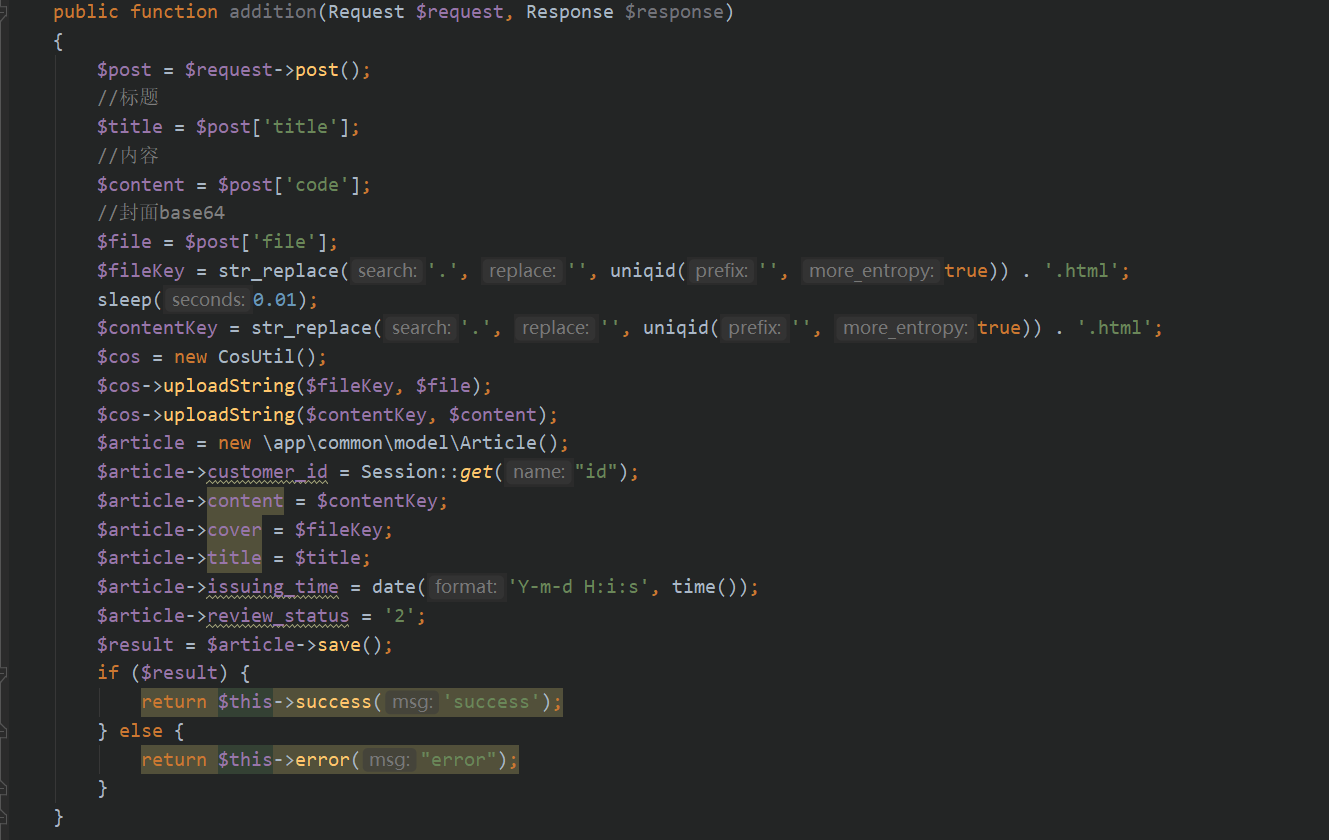 public function addition(Request $request, Response $response)
{
$post = $request->post();
//标题
$title = $post['title'];
//内容
$content = $post['code'];
//封面base64
$file = $post['file'];
$fileKey = str_replace( search: '.', replace: '', uniqid( prefix: '', more_entropy: true)) . '.html';
sleep( seconds: 0.01);
$contentKey = str_replace( search: '.', replace: '', uniqid( prefix: '', more_entropy: true)) . '.html';
$cos = new CosUtil();
$cos->uploadString($fileKey, $file);
$cos->uploadString($contentKey, $content);
$article = new \app\common\model\Article();
$article->customer_id = Session::get( name: "id");
$article->content = $contentKey;
$article->cover = $fileKey;
$article->title = $title;
$article->issuing_time = date( format: 'Y-m-d H:i:s', time());
$article->review_status = '2';
$result = $article->save();
if ($result) {
return $this->success( msg: 'success');
} else {
return $this->error( msg: "error");
}
}